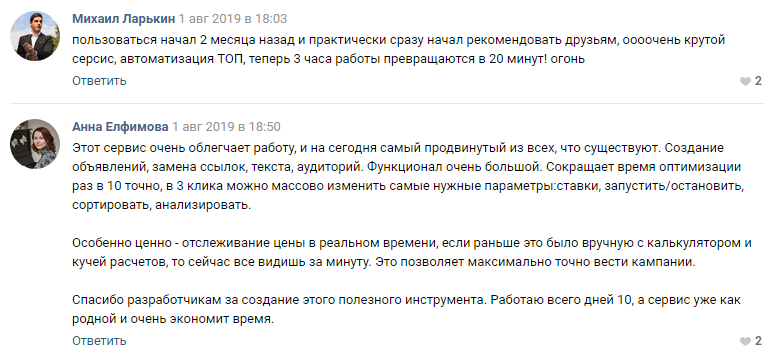 Михаил Ларькин 1 авг 2019 в 18:03
пользоваться начал 2 месяца назад и практически сразу начал рекомендовать друзьям, оооочень крутой
серсис, автоматизация ТОП, теперь 3 часа работы превращаются в 20 минут! огонь
Ответить 2
Анна Елфимова 1 авг 2019 в 18:50
Этот сервис очень облегчает работу, и на сегодня самый продвинутый из всех, что существуют. Создание
объявлений, замена ссылок, текста, аудиторий. Функционал очень большой. Сокращает время оптимизации
раз в 10 точно, в 3 клика можно массово изменить самые нужные параметры:ставки, запустить/остановить,
сортировать, анализировать.
Особенно ценно - отслеживание цены в реальном времени, если раньше это было вручную с калькулятором и
кучей расчетов, то сейчас все видишь за минуту. Это позволяет максимально точно вести кампании.
Спасибо разработчикам за создание этого полезного инструмента. Работаю всего дней 10, а сервис уже как
родной и очень экономит время.
Ответить 2